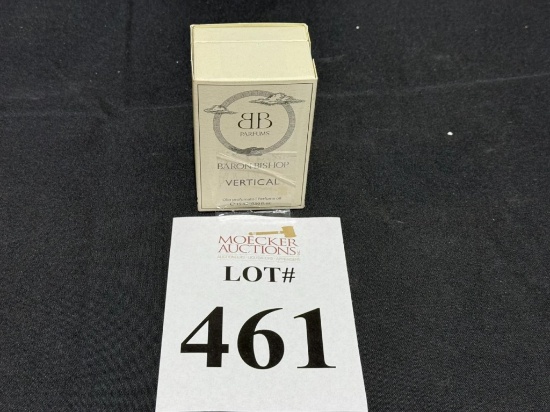 BB
PARFUMS
BARON BISHOP
VERTICAL
MOECKER
AUCTIONS
LOT#
461